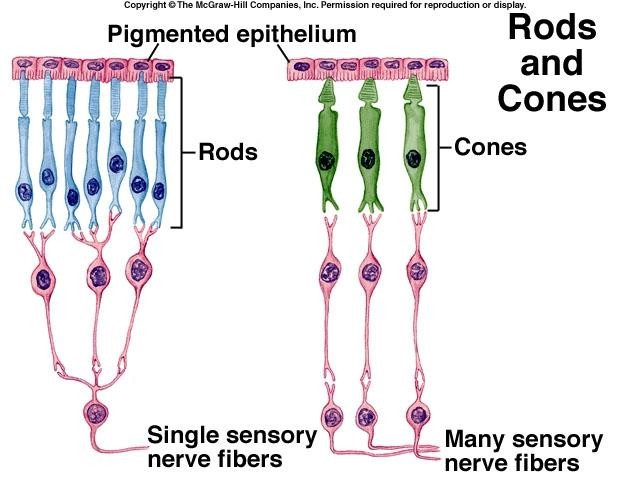 Copyright © The McGraw-Hill Companies, Inc. Permission required for reproduction or display.
Pigmented epithelium
Rods
and
Cones
Rods
Cones
Single sensory
nerve fibers
Many sensory
nerve fibers